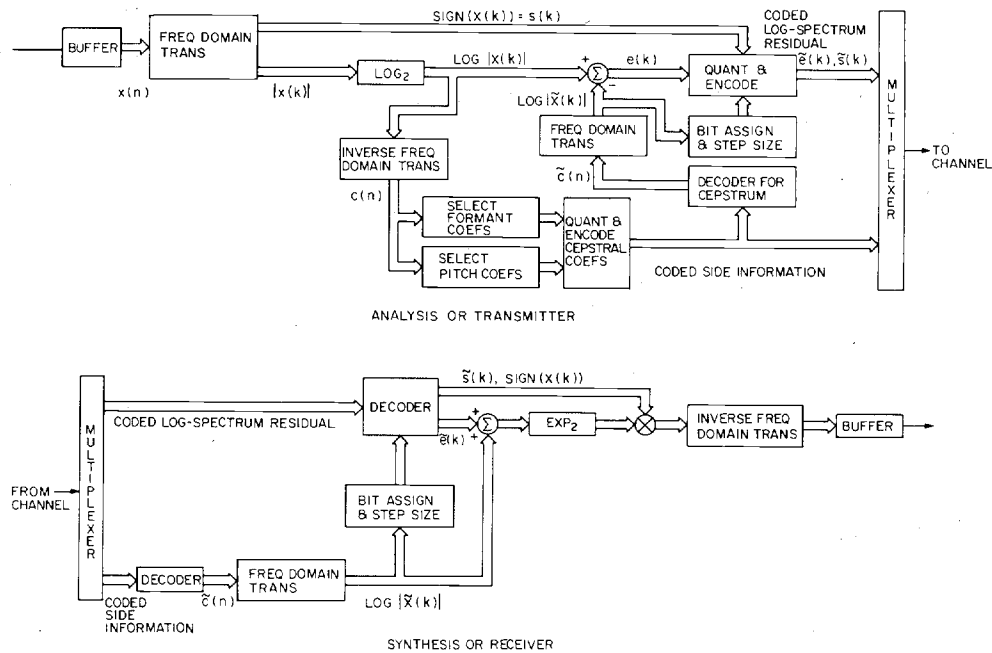 SIGN(X(k)) = s(k)
CODED
LOG-SPECTRUM
RESIDUAL
BUFFER
FREQ DOMAIN
TRANS
x(n)
|x(k)|
LOG₂
LOG |x(k)|
+
Σ
−
e(k)
QUANT &
ENCODE
ẽ(k), s̃(k)
MULTIPLEXER
TO
CHANNEL
LOG|X̃(k)|
FREQ DOMAIN
TRANS
BIT ASSIGN
& STEP SIZE
INVERSE FREQ
DOMAIN TRANS
c̃(n)
DECODER FOR
CEPSTRUM
c(n)
SELECT
FORMANT
COEFS
SELECT
PITCH COEFS
QUANT &
ENCODE
CEPSTRAL
COEFS
CODED SIDE INFORMATION
ANALYSIS OR TRANSMITTER
MULTIPLEXER
FROM
CHANNEL
CODED LOG-SPECTRUM RESIDUAL
DECODER
s̃(k), SIGN(X(k))
+
Σ
+
ẽ(k)
EXP₂
INVERSE FREQ
DOMAIN TRANS
BUFFER
BIT ASSIGN
& STEP SIZE
DECODER
c̃(n)
FREQ DOMAIN
TRANS
LOG |X̃(k)|
CODED
SIDE
INFORMATION
SYNTHESIS OR RECEIVER